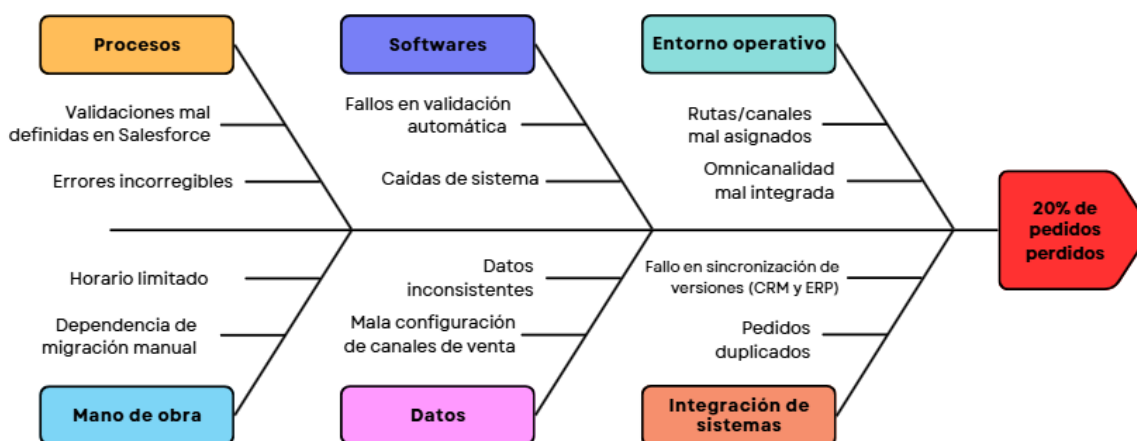 Procesos
Softwares
Entorno operativo
Validaciones mal
definidas en Salesforce
Errores incorregibles
Fallos en validación
automática
Caídas de sistema
Rutas/canales
mal asignados
Omnicanalidad
mal integrada
20% de
pedidos
perdidos
Horario limitado
Dependencia de
migración manual
Datos
inconsistentes
Mala configuración
de canales de venta
Fallo en sincronización de
versiones (CRM y ERP)
Pedidos
duplicados
Mano de obra
Datos
Integración de
sistemas